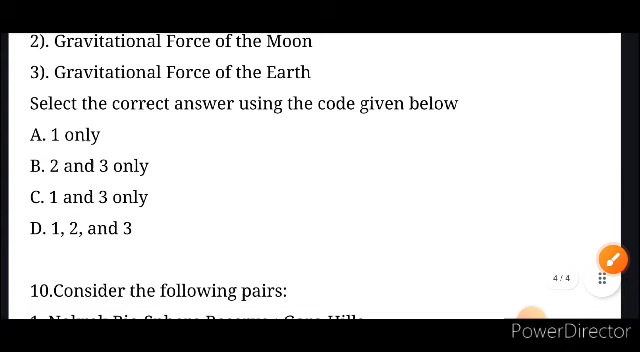 2). Gravitational Force of the Moon
3). Gravitational Force of the Earth
Select the correct answer using the code given below
A. 1 only
B. 2 and 3 only
C. 1 and 3 only
D. 1, 2, and 3
4 / 4
10.Consider the following pairs:
PowerDirector